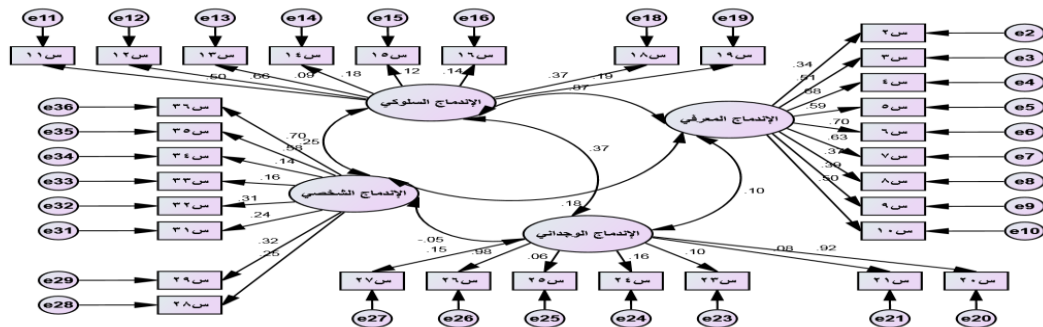 e11 e12 e13 e14 e15 e16 e18 e19
س١١ س١٢ س١٣ س١٤ س١٥ س١٦ س١٨ س١٩
.50 .66 .09 .18 .12 .14 .37 .19
الإندماج السلوكي
.87
الإندماج المعرفي
س٢ e2
.34
س٣ e3
.51
س٤ e4
.68
س٥ e5
.59
س٦ e6
.70
س٧ e7
.63
س٨ e8
.37
س٩ e9
.39
س١٠ e10
.50
e36 س٣٦
.70
.25
e35 س٣٥
.58
e34 س٣٤
.14
e33 س٣٣
.16
e32 س٣٢
.31
e31 س٣١
.24
e29 س٢٩
.32
e28 س٢٨
.25
الإندماج الشخصي
.37
.10
.18
-.05
الإندماج الوجداني
.15 .98 .06 .16 .10 .08 .92
س٢٧ س٢٦ س٢٥ س٢٤ س٢٣ س٢١ س٢٠
e27 e26 e25 e24 e23 e21 e20